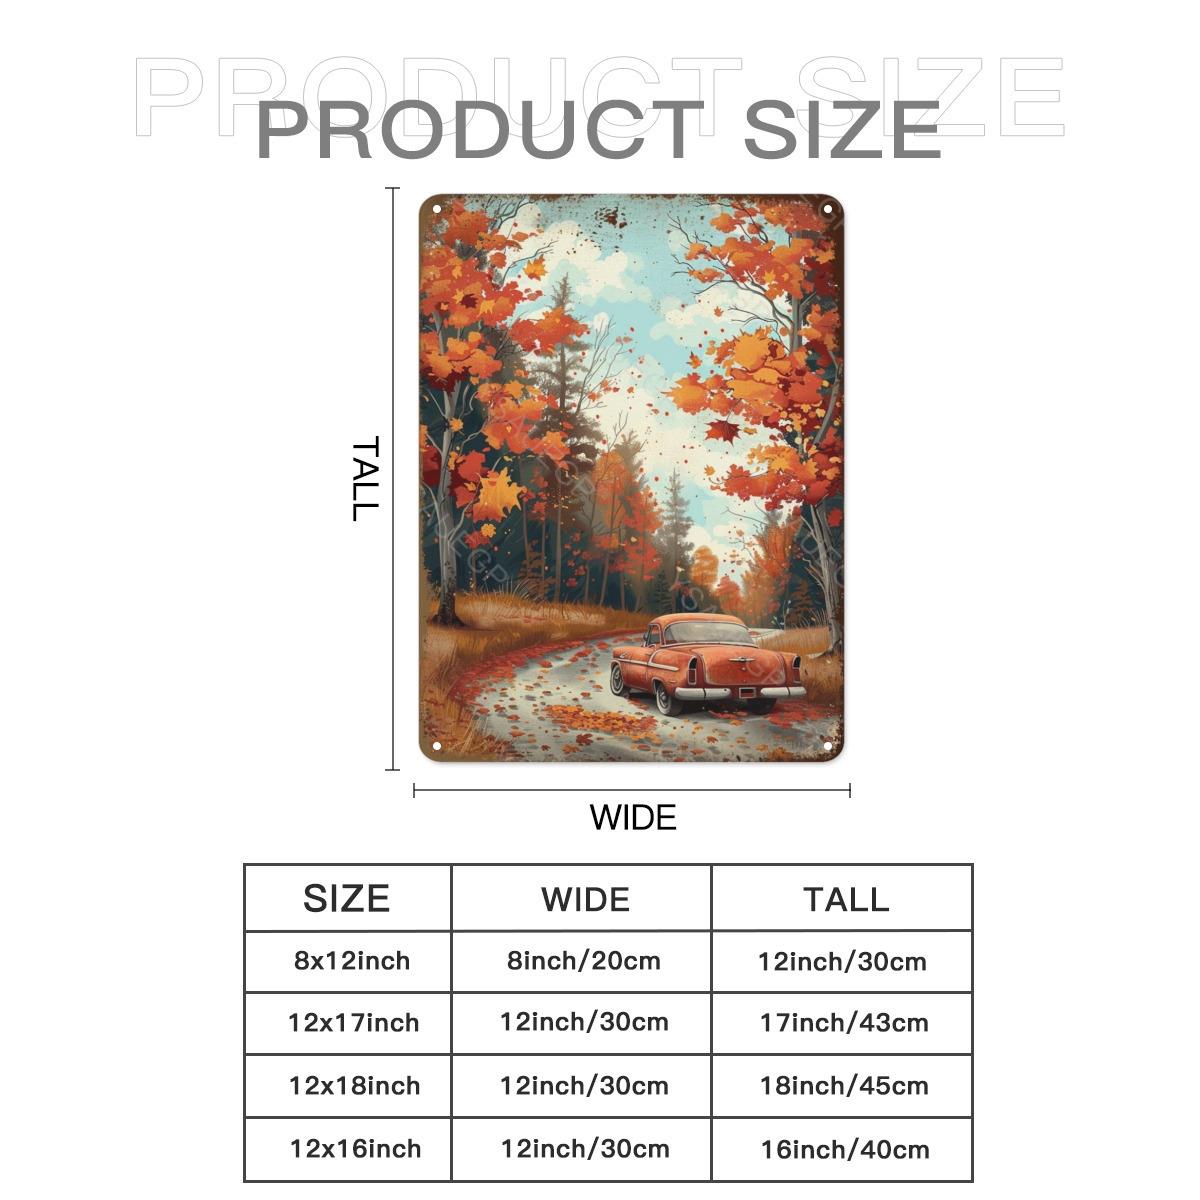 PRODUCT SIZE
PRODUCT SIZE
TALL
WIDE
SIZE WIDE TALL
8x12inch 8inch/20cm 12inch/30cm
12x17inch 12inch/30cm 17inch/43cm
12x18inch 12inch/30cm 18inch/45cm
12x16inch 12inch/30cm 16inch/40cm